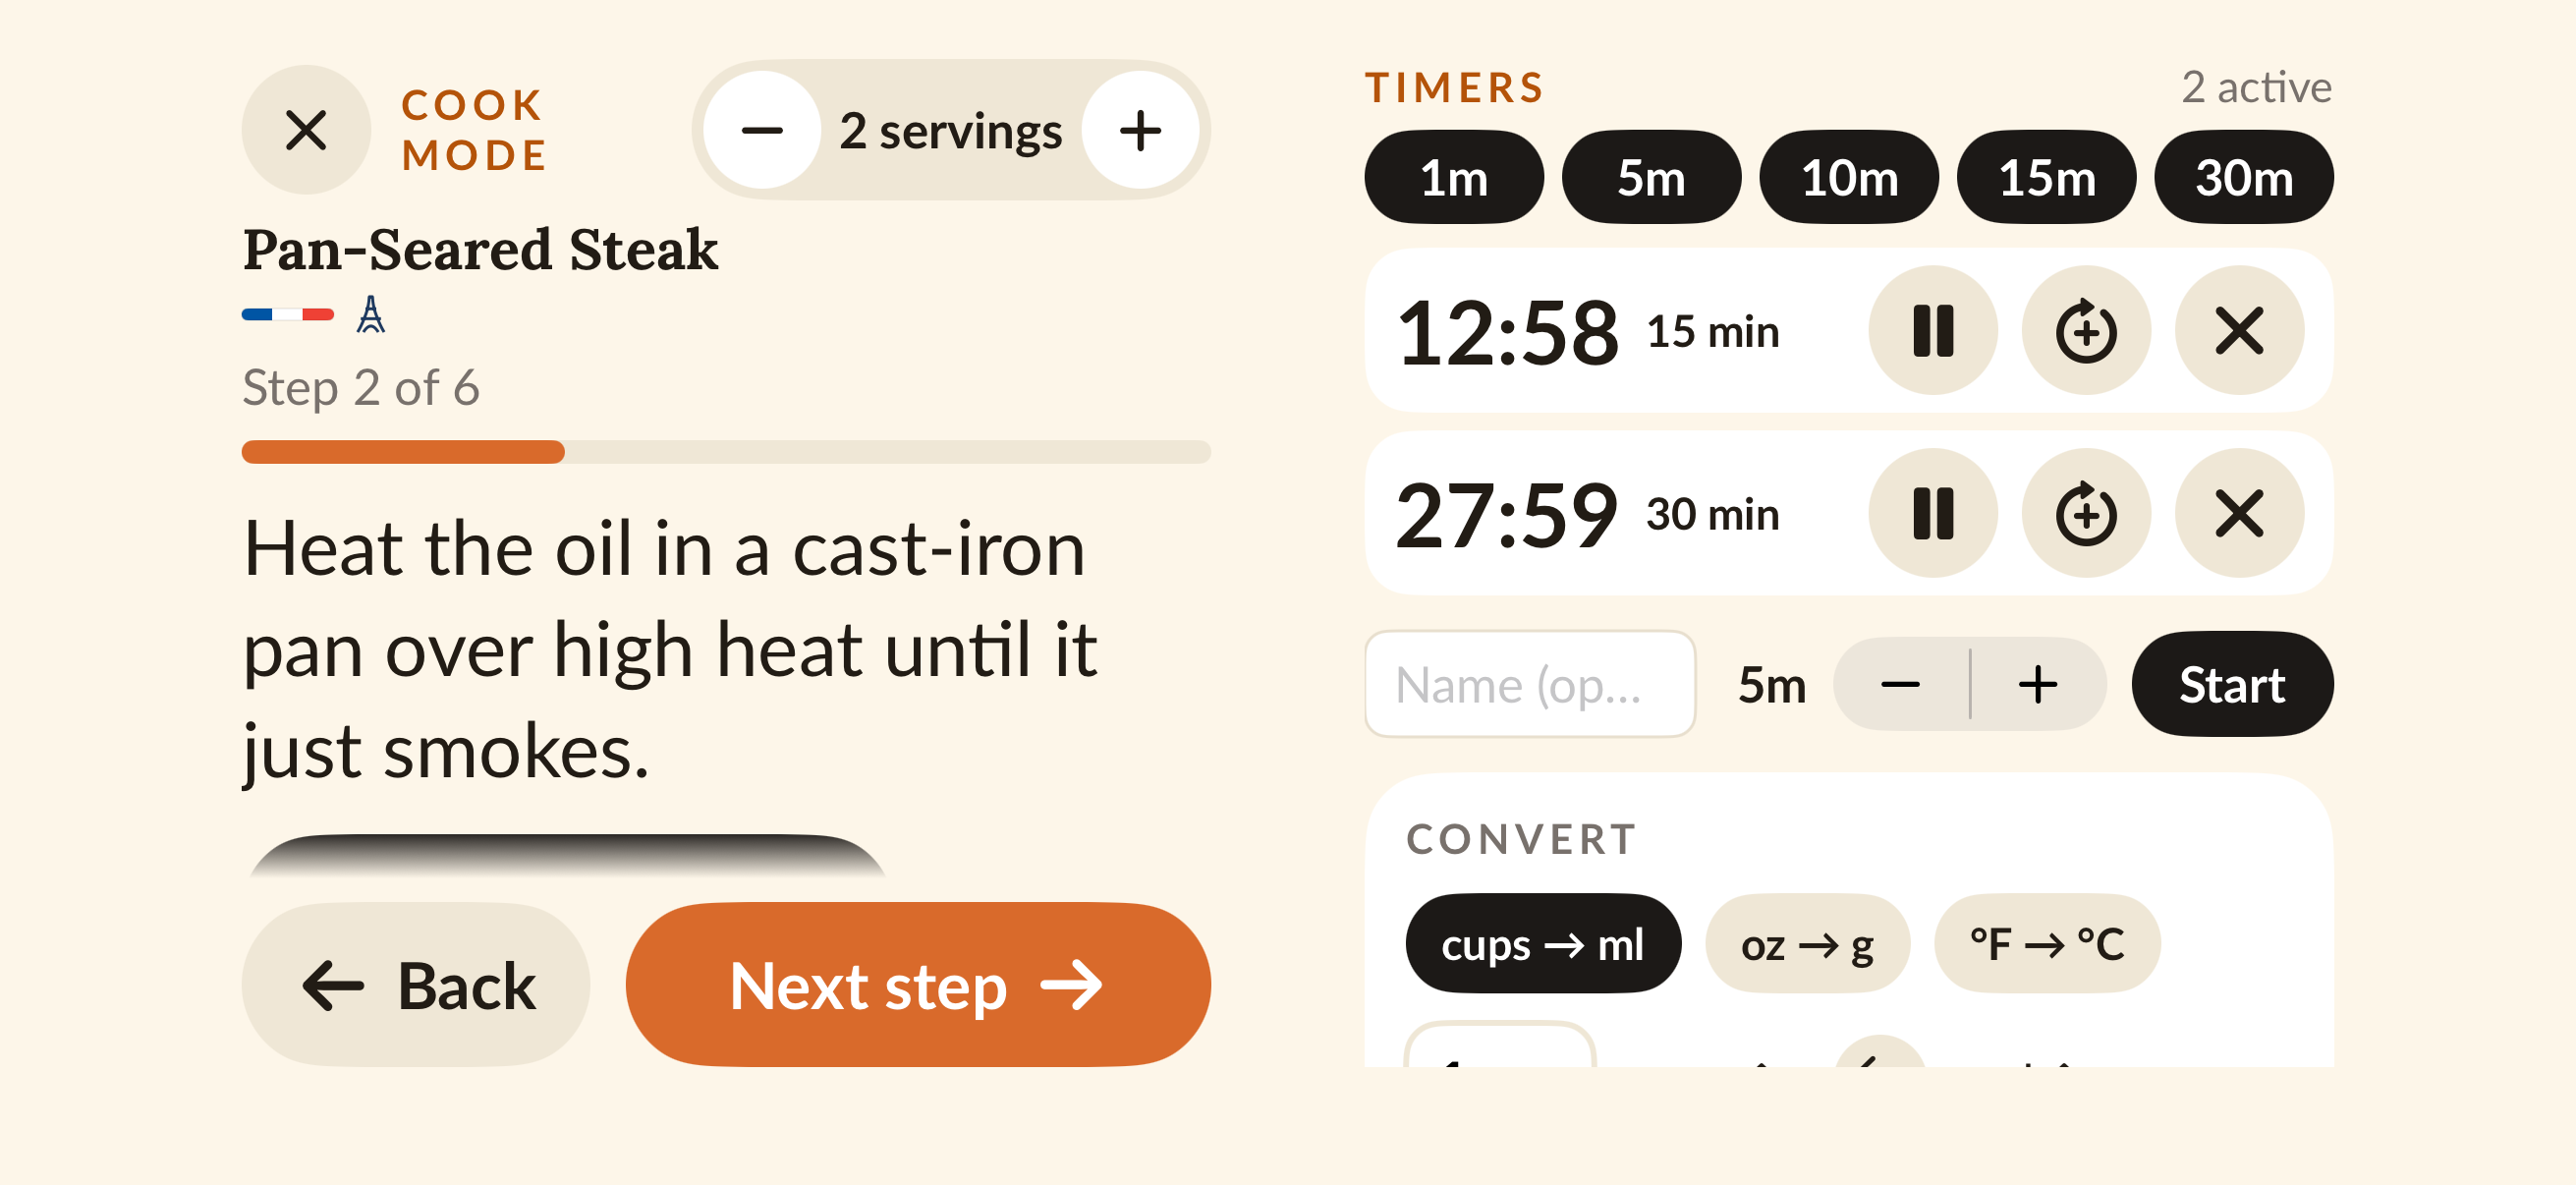 COOK
MODE
2 servings
Pan-Seared Steak
Step 2 of 6
Heat the oil in a cast-iron
pan over high heat until it
just smokes.
← Back
Next step →
TIMERS
2 active
1m 5m 10m 15m 30m
12:58 15 min
27:59 30 min
Name (op... 5m Start
CONVERT
cups → ml oz → g °F → °C